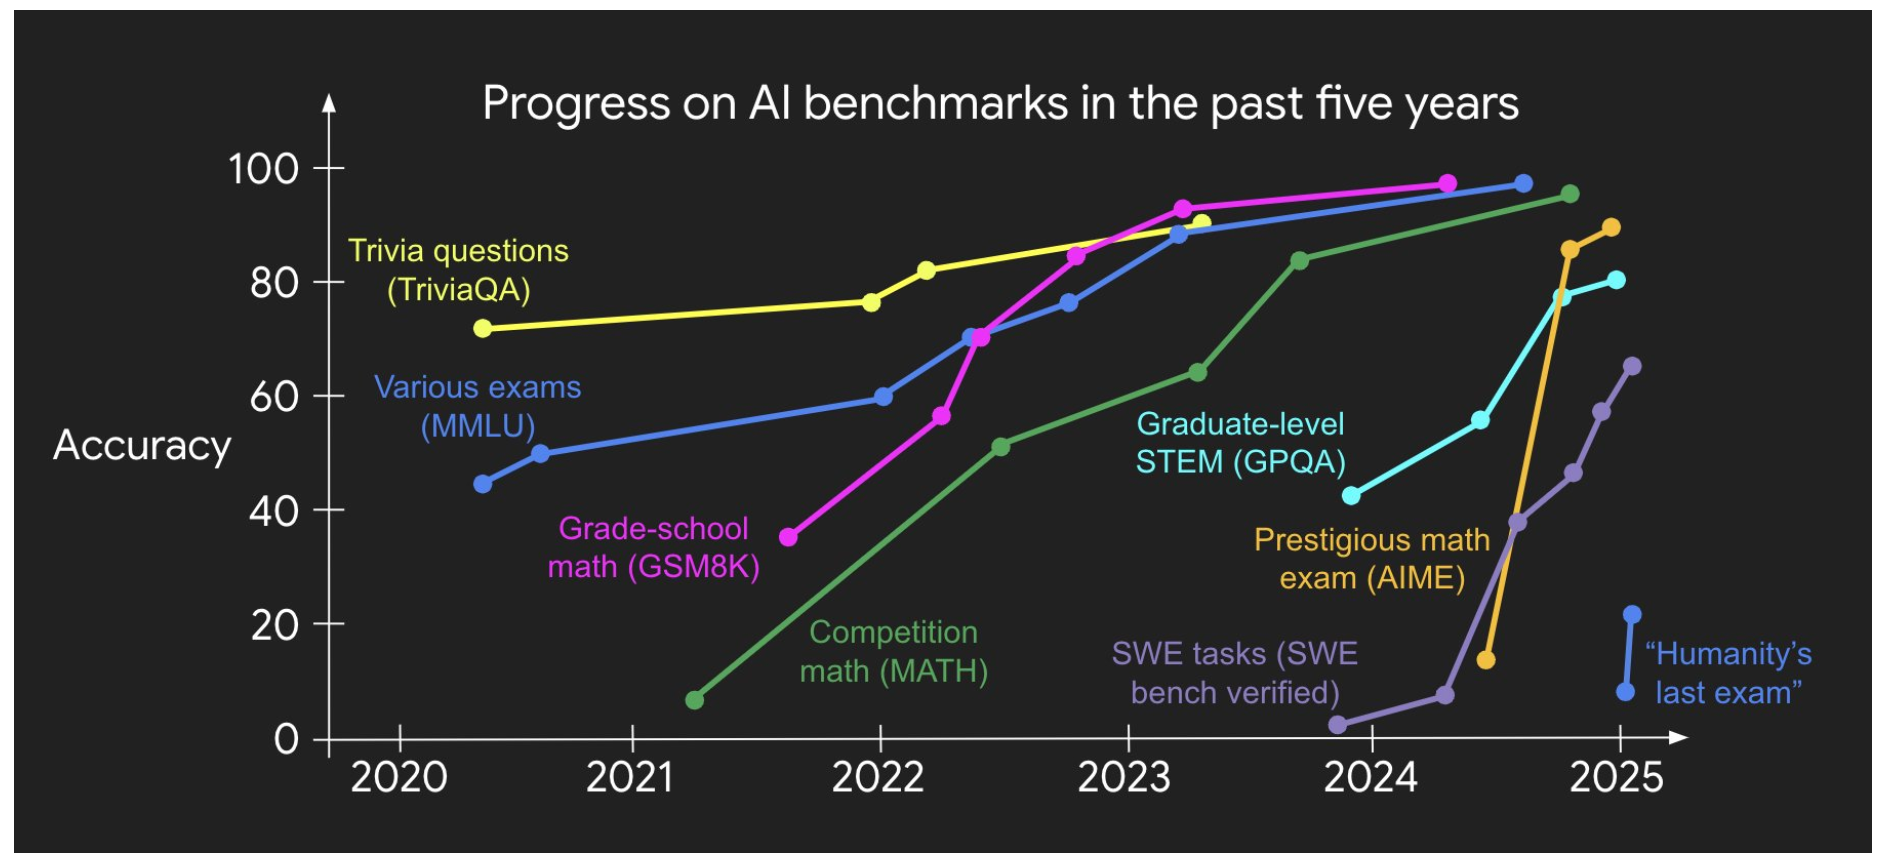 Progress on AI benchmarks in the past five years
100
80
60
40
20
0
Accuracy
Trivia questions
(TriviaQA)
Various exams
(MMLU)
Grade-school
math (GSM8K)
Competition
math (MATH)
Graduate-level
STEM (GPQA)
Prestigious math
exam (AIME)
SWE tasks (SWE
bench verified)
“Humanity’s
last exam”
2020
2021
2022
2023
2024
2025